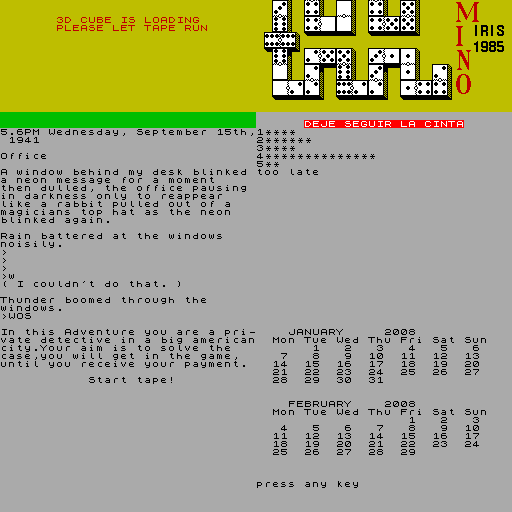 3D CUBE IS LOADING
PLEASE LET TAPE RUN
MINO
IRIS
1985
DEJE SEGUIR LA CINTA
5.6PM Wednesday, September 15th,
1941
Office
A window behind my desk blinked
a neon message for a moment
then dulled, the office pausing
in darkness only to reappear
like a rabbit pulled out of a
magicians top hat as the neon
blinked again.
Rain battered at the windows
noisily.
>
>
>
>w
( I couldn't do that. )
Thunder boomed through the
windows.
>WOS
1****
2******
3****
4**************
5**
too late
In this Adventure you are a pri-
vate detective in a big american
city.Your aim is to solve the
case,you will get in the game,
until you receive your payment.
Start tape!
JANUARY 2008
Mon Tue Wed Thu Fri Sat Sun
1 2 3 4 5 6
7 8 9 10 11 12 13
14 15 16 17 18 19 20
21 22 23 24 25 26 27
28 29 30 31
FEBRUARY 2008
Mon Tue Wed Thu Fri Sat Sun
1 2 3
4 5 6 7 8 9 10
11 12 13 14 15 16 17
18 19 20 21 22 23 24
25 26 27 28 29
press any key